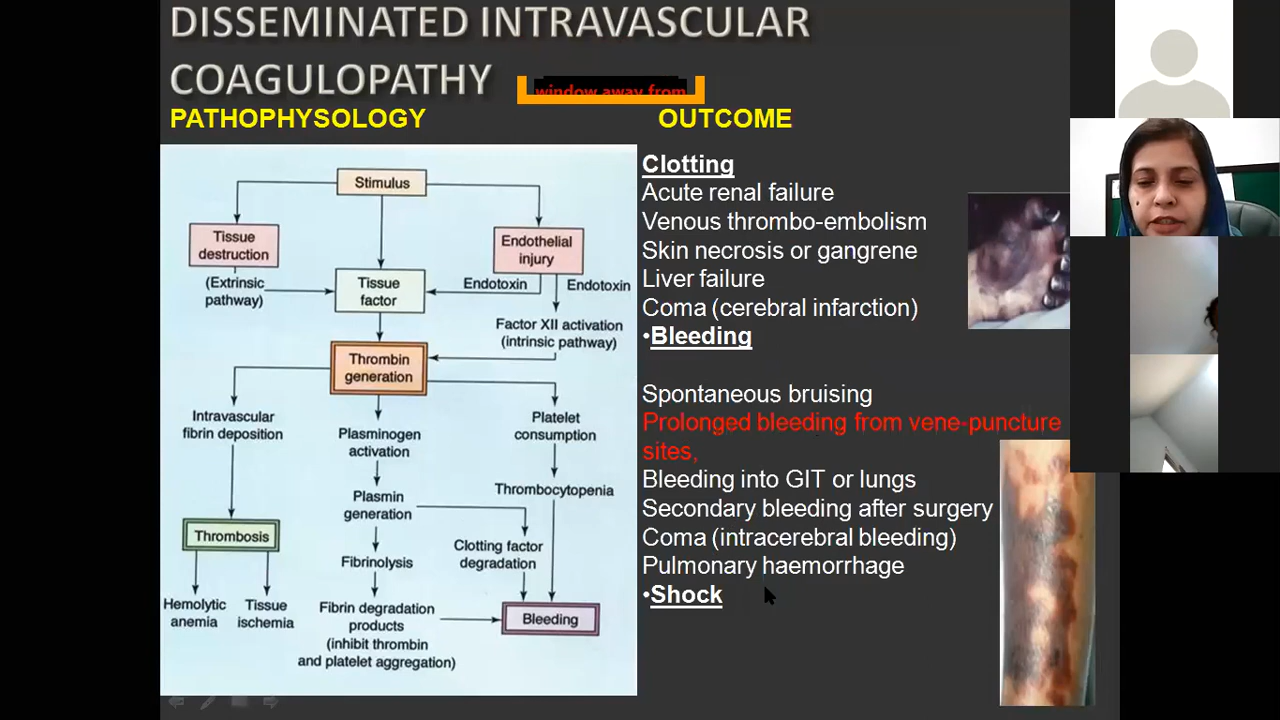 DISSEMINATED INTRAVASCULAR
COAGULOPATHY
window away from
PATHOPHYSOLOGY
OUTCOME
Stimulus
Tissue
destruction
Endothelial
injury
(Extrinsic
pathway)
Tissue
factor
Endotoxin
Endotoxin
Factor XII activation
(intrinsic pathway)
Thrombin
generation
Intravascular
fibrin deposition
Plasminogen
activation
Platelet
consumption
Plasmin
generation
Thrombocytopenia
Thrombosis
Fibrinolysis
Clotting factor
degradation
Hemolytic
anemia
Tissue
ischemia
Fibrin degradation
products
(inhibit thrombin
and platelet aggregation)
Bleeding
Clotting
Acute renal failure
Venous thrombo-embolism
Skin necrosis or gangrene
Liver failure
Coma (cerebral infarction)
•Bleeding
Spontaneous bruising
Prolonged bleeding from vene-puncture
sites,
Bleeding into GIT or lungs
Secondary bleeding after surgery
Coma (intracerebral bleeding)
Pulmonary haemorrhage
•Shock